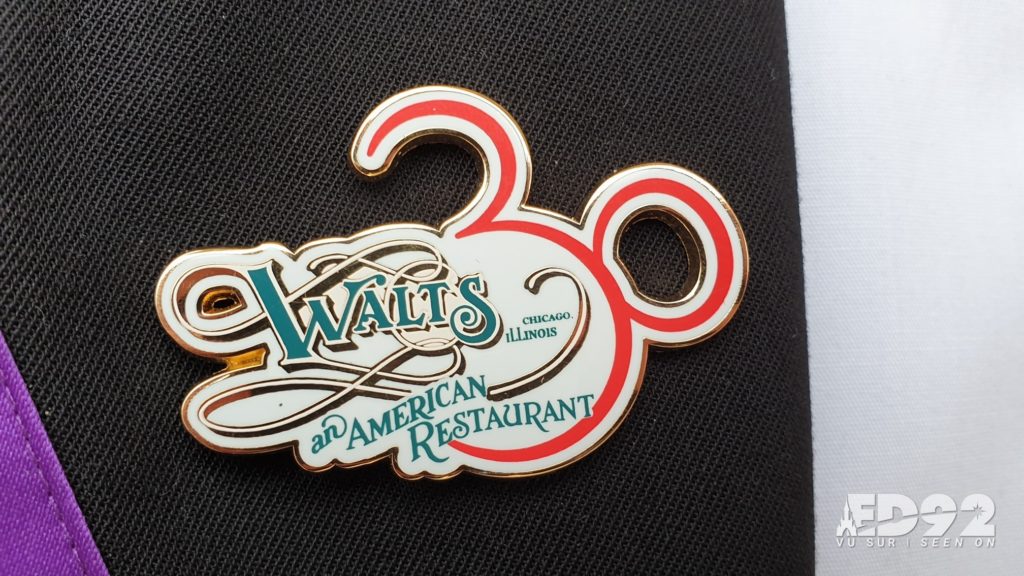 WALT'S
CHICAGO.
ILLINOIS
an AMERICAN
RESTAURANT
30
ED92
VU SUR | SEEN ON